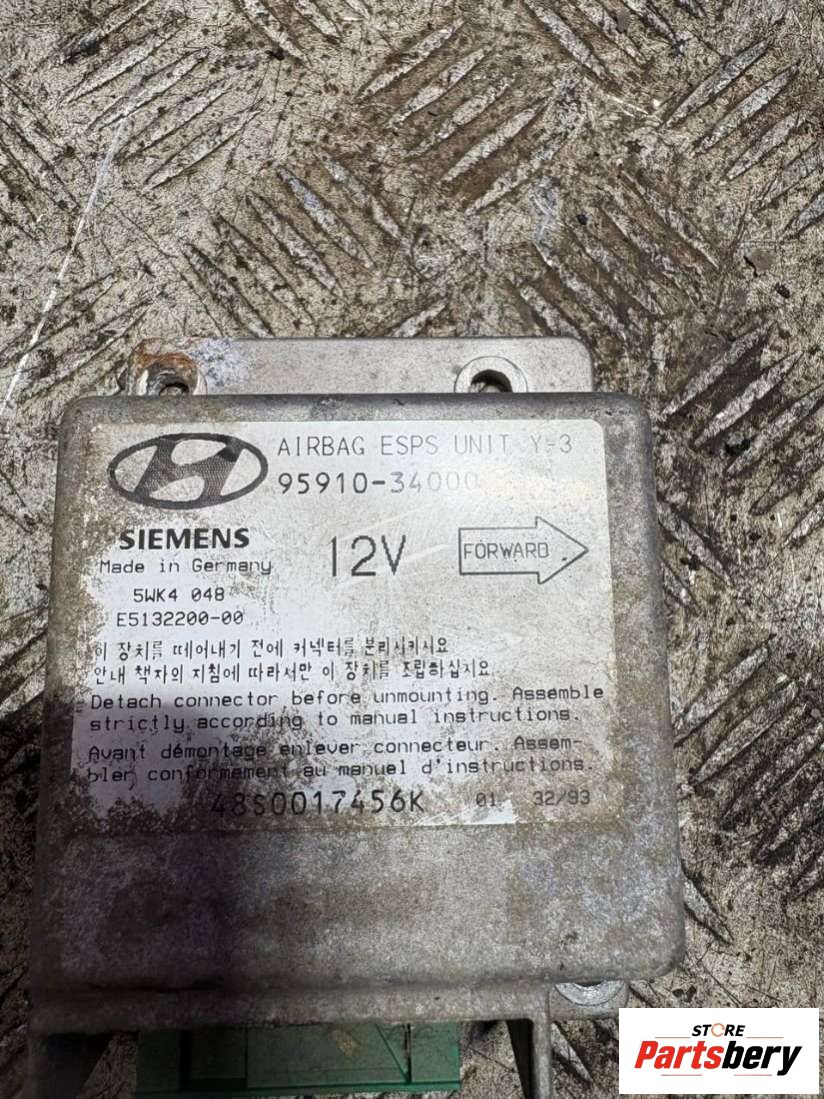 AIRBAG ESPS UNIT Y-3
95910-34000
SIEMENS
12V
FORWARD
Made in Germany
5WK4 048
E5132200-00
이 장치를 떼어내기 전에 커넥터를 분리시키시요
안내 책자의 지침에 따라서만 이 장치를 조립하십지요.
Detach connector before unmounting. Assemble
strictly according to manual instructions.
Avant démontage enlever connecteur. Assem-
bler conformement au manuel d'instructions.
48S0017456K 01 32/93
STORE
Partsbery